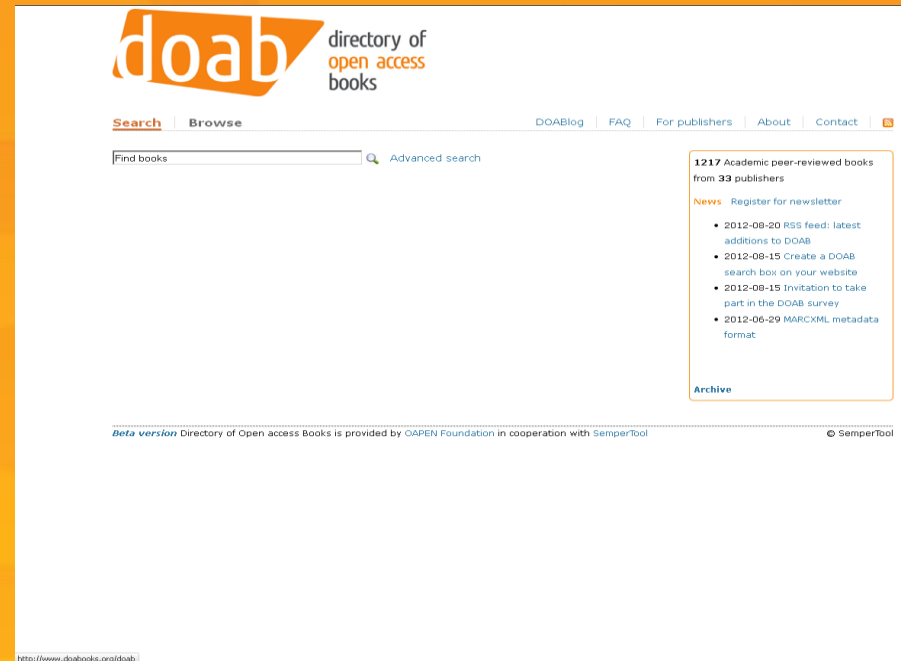 doab
directory of
open access
books
Search Browse DOABlog FAQ For publishers About Contact
Find books Advanced search
1217 Academic peer-reviewed books
from 33 publishers
News Register for newsletter
• 2012-08-20 RSS feed: latest
additions to DOAB
• 2012-08-15 Create a DOAB
search box on your website
• 2012-08-15 Invitation to take
part in the DOAB survey
• 2012-06-29 MARCXML metadata
format
Archive
Beta version Directory of Open access Books is provided by OAPEN Foundation in cooperation with SemperTool © SemperTool
http://www.doabooks.org/doab